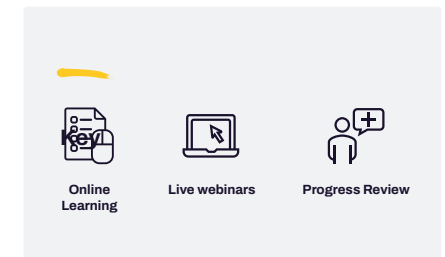 Key
Online
Learning
Live webinars
Progress Review